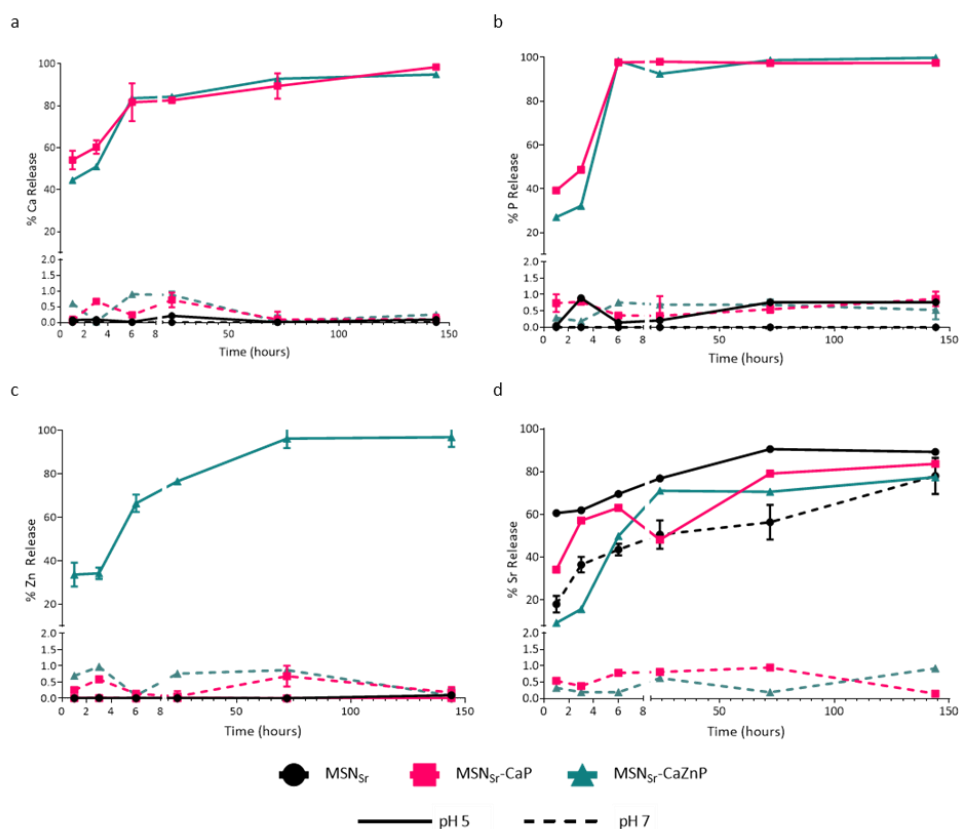 a
b
100
80
60
40
20
2.0
1.5
1.0
0.5
0.0
% Ca Release
0 2 4 6 8 50 100 150
Time (hours)
100
80
60
40
20
2.0
1.5
1.0
0.5
0.0
% P Release
0 2 4 6 8 50 100 150
Time (hours)
c
d
100
80
60
40
20
2.0
1.5
1.0
0.5
0.0
% Zn Release
0 2 4 6 8 50 100 150
Time (hours)
100
80
60
40
20
2.0
1.5
1.0
0.5
0.0
% Sr Release
0 2 4 6 8 50 100 150
Time (hours)
MSNSr MSNSr-CaP MSNSr-CaZnP
pH 5 pH 7